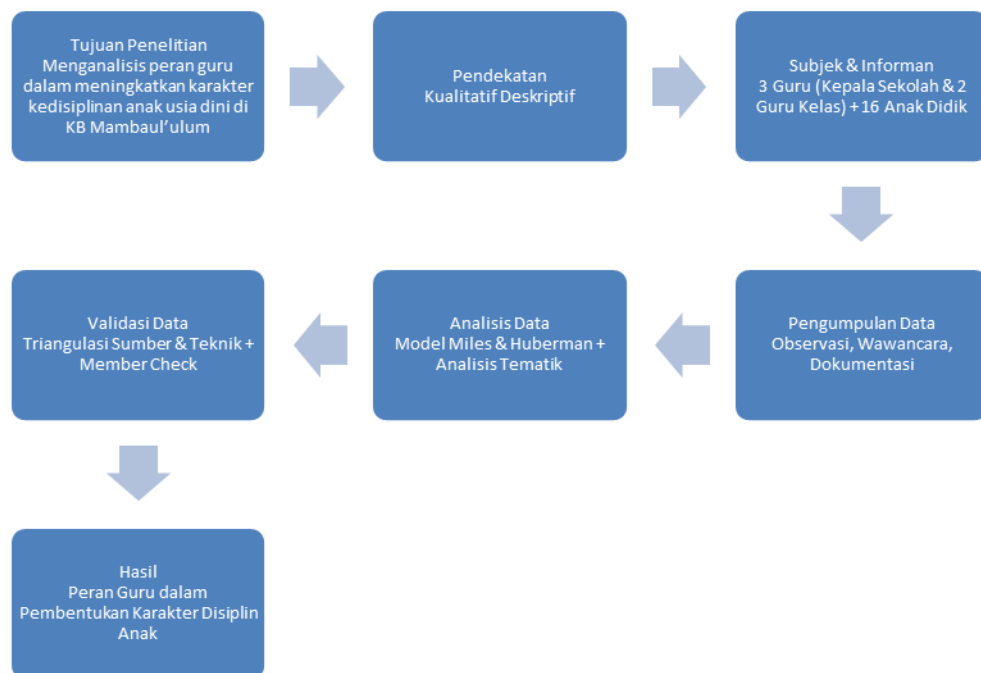 Tujuan Penelitian
Menganalisis peran guru
dalam meningkatkan karakter
kedisiplinan anak usia dini di
KB Mambaul'ulum
Pendekatan
Kualitatif Deskriptif
Subjek & Informan
3 Guru (Kepala Sekolah & 2
Guru Kelas) + 16 Anak Didik
Pengumpulan Data
Observasi, Wawancara,
Dokumentasi
Analisis Data
Model Miles & Huberman +
Analisis Tematik
Validasi Data
Triangulasi Sumber & Teknik +
Member Check
Hasil
Peran Guru dalam
Pembentukan Karakter Disiplin
Anak